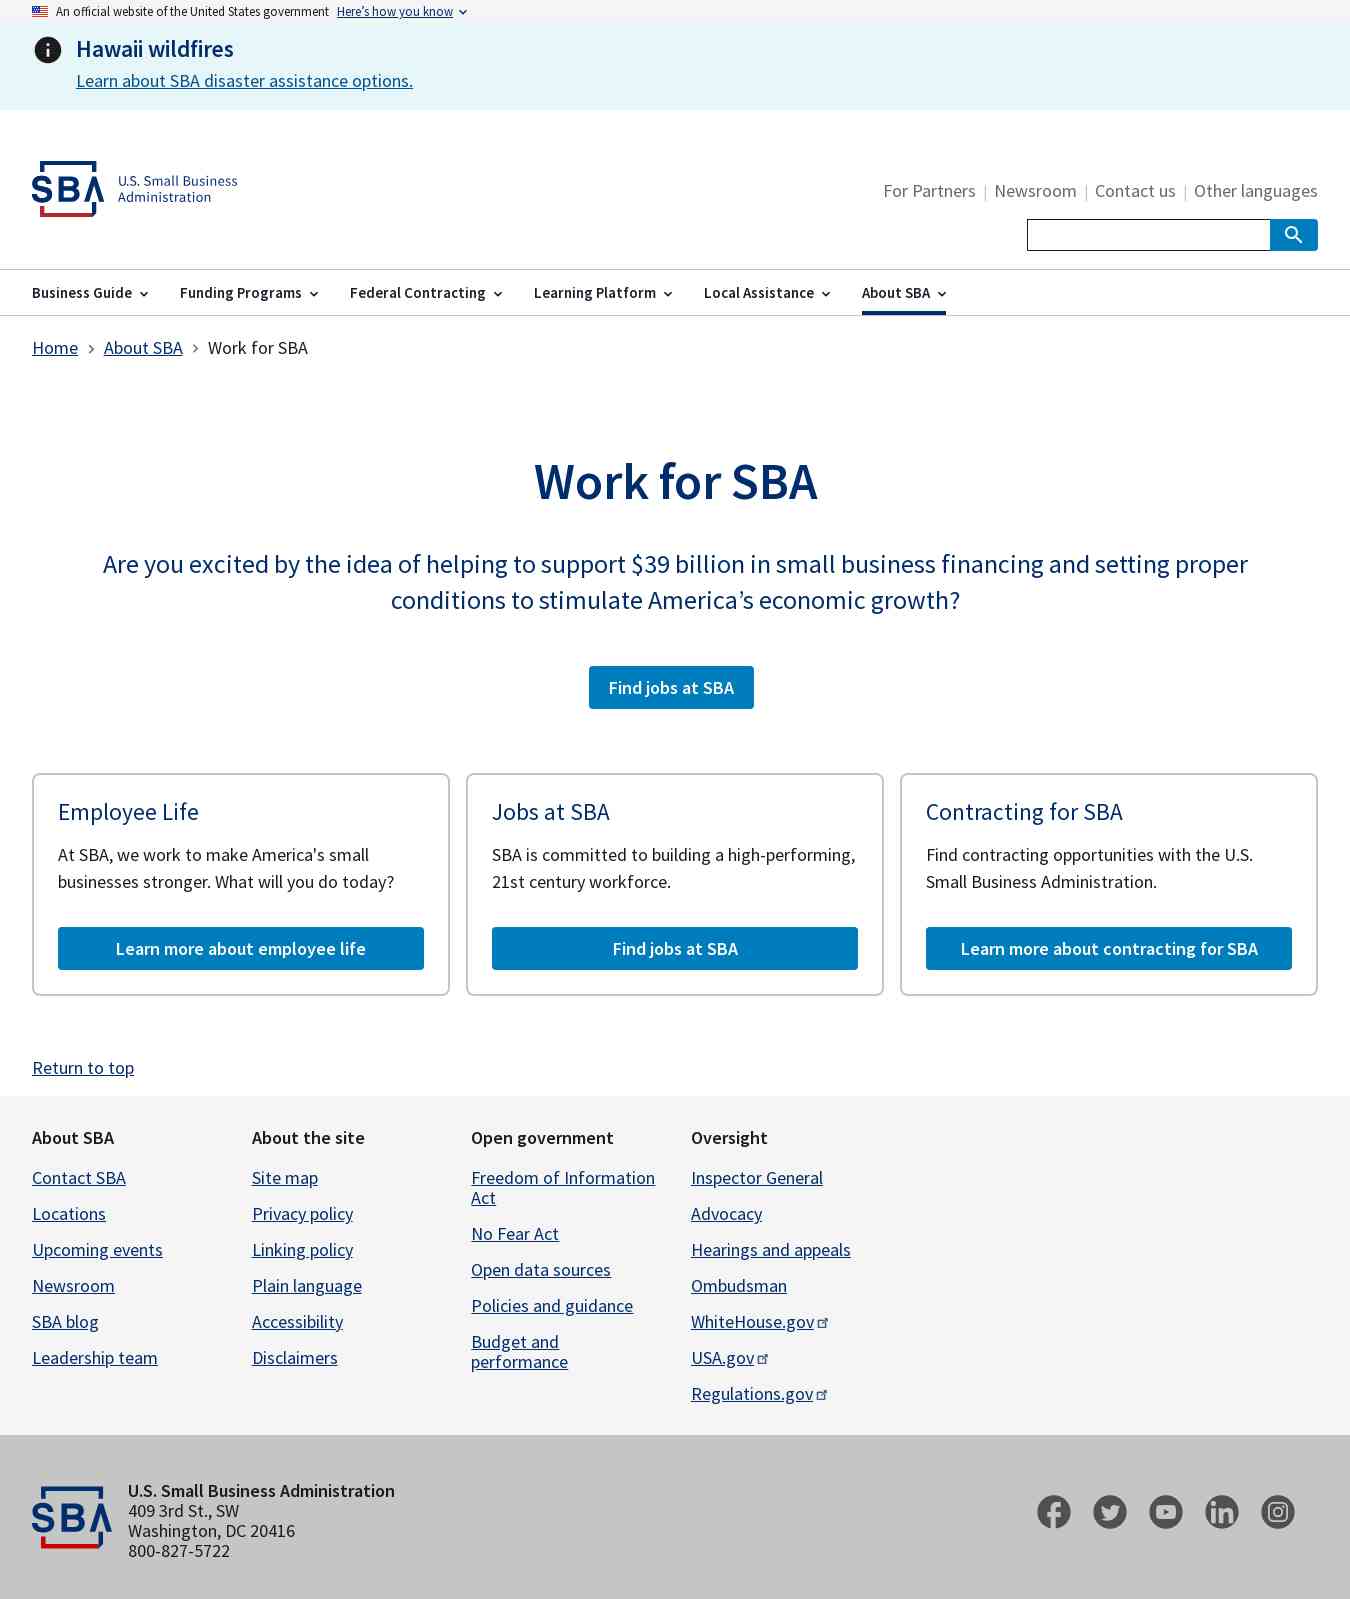 An official website of the United States government Here’s how you know
Hawaii wildfires
Learn about SBA disaster assistance options.
SBA
U.S. Small Business
Administration
For Partners | Newsroom | Contact us | Other languages
Business Guide Funding Programs Federal Contracting Learning Platform Local Assistance About SBA
Home > About SBA > Work for SBA
Work for SBA
Are you excited by the idea of helping to support $39 billion in small business financing and setting proper
conditions to stimulate America’s economic growth?
Find jobs at SBA
Employee Life
At SBA, we work to make America's small
businesses stronger. What will you do today?
Learn more about employee life
Jobs at SBA
SBA is committed to building a high-performing,
21st century workforce.
Find jobs at SBA
Contracting for SBA
Find contracting opportunities with the U.S.
Small Business Administration.
Learn more about contracting for SBA
Return to top
About SBA
Contact SBA
Locations
Upcoming events
Newsroom
SBA blog
Leadership team
About the site
Site map
Privacy policy
Linking policy
Plain language
Accessibility
Disclaimers
Open government
Freedom of Information
Act
No Fear Act
Open data sources
Policies and guidance
Budget and
performance
Oversight
Inspector General
Advocacy
Hearings and appeals
Ombudsman
WhiteHouse.gov
USA.gov
Regulations.gov
SBA
U.S. Small Business Administration
409 3rd St., SW
Washington, DC 20416
800-827-5722